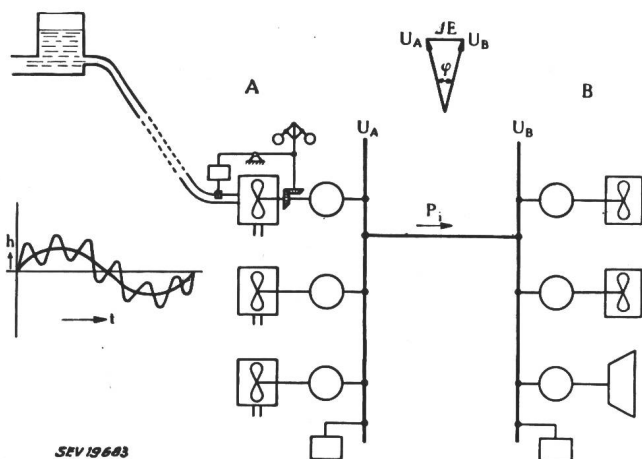 ΔE
U_A U_B
φ
A B
U_A U_B
P_i
h
t
SEV 19683